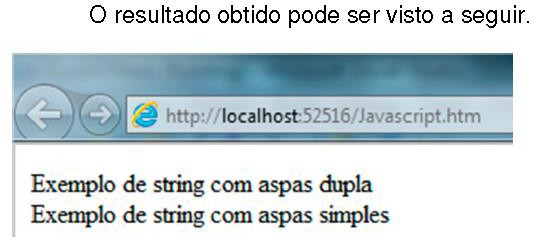 O resultado obtido pode ser visto a seguir.
http://localhost:52516/Javascript.htm
Exemplo de string com aspas dupla
Exemplo de string com aspas simples